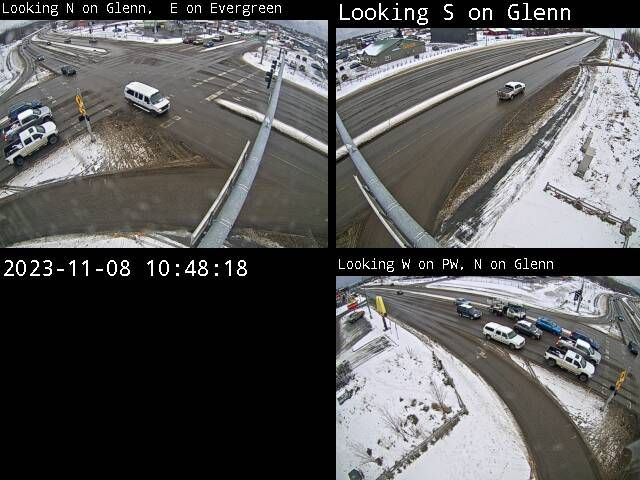 Looking N on Glenn, E on Evergreen
Looking S on Glenn
2023-11-08 10:48:18
Looking W on PW, N on Glenn